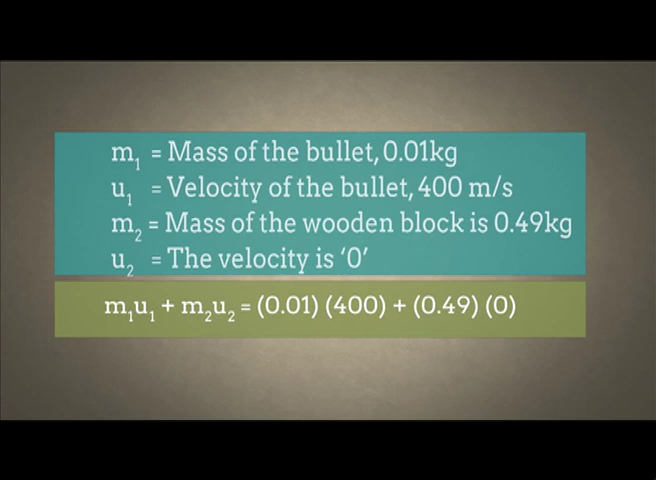 m₁ = Mass of the bullet, 0.01kg
u₁ = Velocity of the bullet, 400 m/s
m₂ = Mass of the wooden block is 0.49kg
u₂ = The velocity is ‘0’
m₁u₁ + m₂u₂ = (0.01) (400) + (0.49) (0)